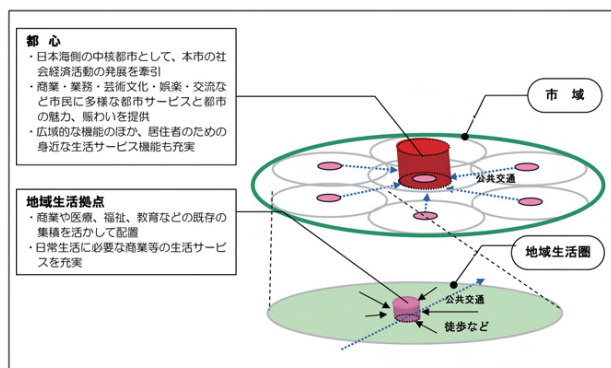 都 心
・日本海側の中核都市として、本市の社
会経済活動の発展を牽引
・商業・業務・芸術文化・娯楽・交流な
ど市民に多様な都市サービスと都市
の魅力、賑わいを提供
・広域的な機能のほか、居住者のための
身近な生活サービス機能も充実
市 域
公共交通
地域生活拠点
・商業や医療、福祉、教育などの既存の
集積を活かして配置
・日常生活に必要な商業等の生活サービ
スを充実
地域生活圏
公共交通
徒歩など